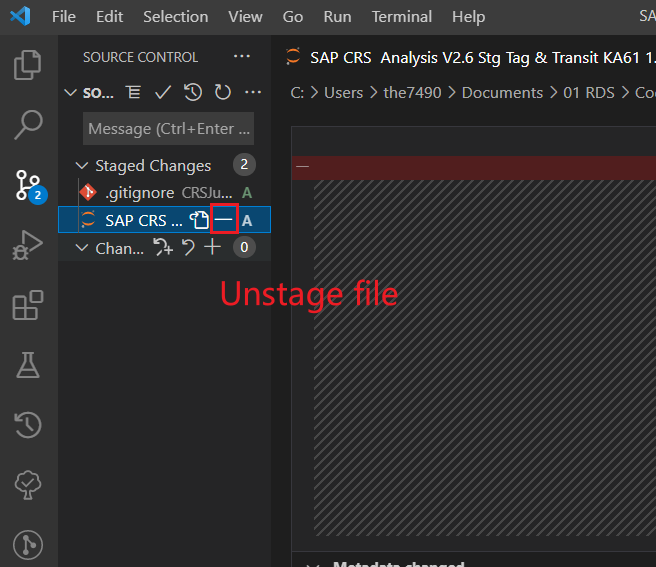 File Edit Selection View Go Run Terminal Help SA
SOURCE CONTROL ...
SAP CRS Analysis V2.6 Stg Tag & Transit KA61 1.
SO... ...
C: > Users > the7490 > Documents > 01 RDS > Coo
Message (Ctrl+Enter ...
Staged Changes 2
.gitignore CRSJu... A
2
SAP CRS ... A
Chan... 0
Unstage file
Metadata changed